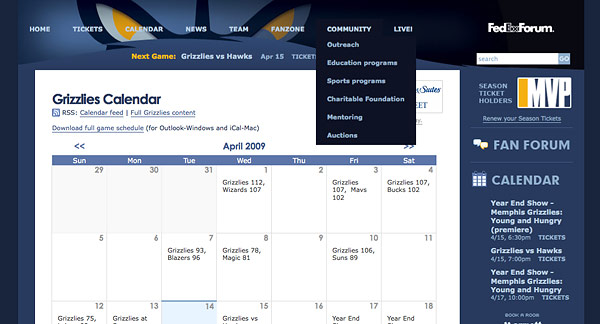 HOME TICKETS CALENDAR NEWS TEAM FANZONE COMMUNITY LIVE!
FedExForum.
Outreach
Next Game: Grizzlies vs Hawks Apr 15 TICKETS
search GO
Education programs
Sports programs
Charitable Foundation
Mentoring
Auctions
Grizzlies Calendar
RSS: Calendar feed | Full Grizzlies content
Download full game schedule (for Outlook-Windows and iCal-Mac)
<< April 2009 >>
Sun Mon Tue Wed Thu Fri Sat
29 30 31 1 2 3 4
Grizzlies 112, Grizzlies Grizzlies 107,
Wizards 107 107, Mavs Bucks 102
102
5 6 7 8 9 10 11
Grizzlies 93, Grizzlies 78, Grizzlies 106,
Blazers 96 Magic 81 Suns 89
12 13 14 15 16 17 18
Grizzlies 75, Grizzlies at Grizzlies vs Year End Year End
SEASON
TICKET
HOLDERS
MVP
Renew your Season Tickets
FAN FORUM
CALENDAR
Year End Show -
Memphis Grizzlies:
Young and Hungry
(premiere)
4/15, 6:30pm TICKETS
Grizzlies vs Hawks
4/15, 7:00pm TICKETS
Year End Show -
Memphis Grizzlies:
Young and Hungry
4/17, 10:00pm TICKETS
BOOK A ROOM